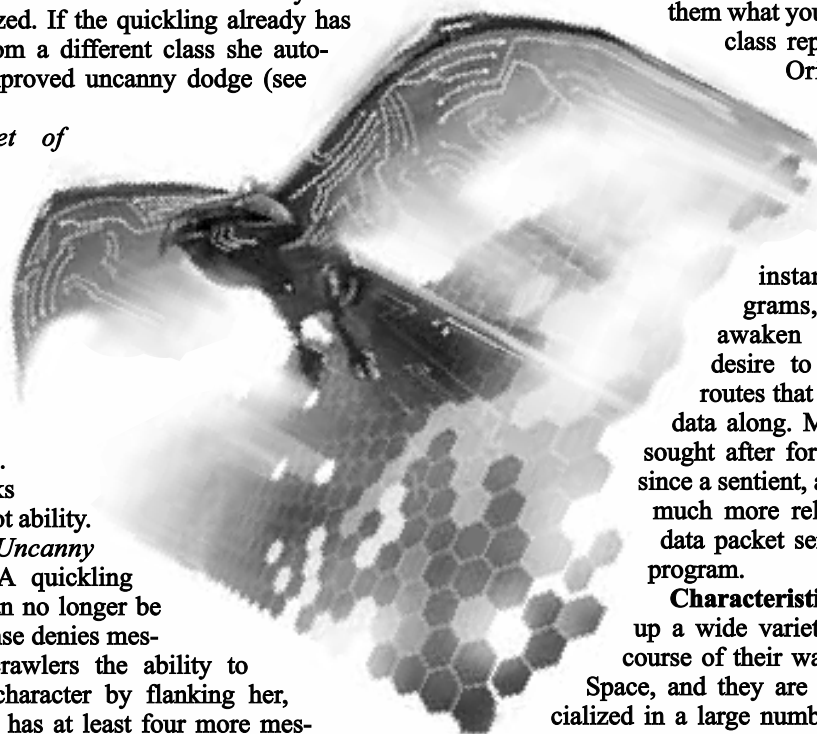 zed. If the quickling already has
om a different class she auto-
proved uncanny dodge (see
et of
.
ks
ot ability.
Uncanny
A quickling
n no longer be
nse denies mes-
crawlers the ability to
character by flanking her,
has at least four more mes-
them what you
class rep
Ori
instan
grams,
awaken
desire to
routes that
data along. M
sought after for
since a sentient, a
much more rel
data packet se
program.
Characteristi
up a wide variet
course of their wa
Space, and they are
cialized in a large numb